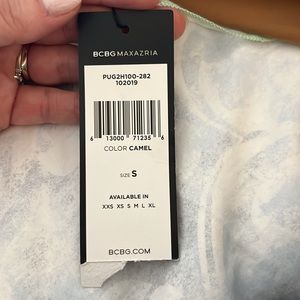 BCBGMAXAZRIA
PUG2H100-282
102019
6 13000 71235 6
COLOR CAMEL
SIZE S
AVAILABLE IN
XXS XS S M L XL
BCBG.COM